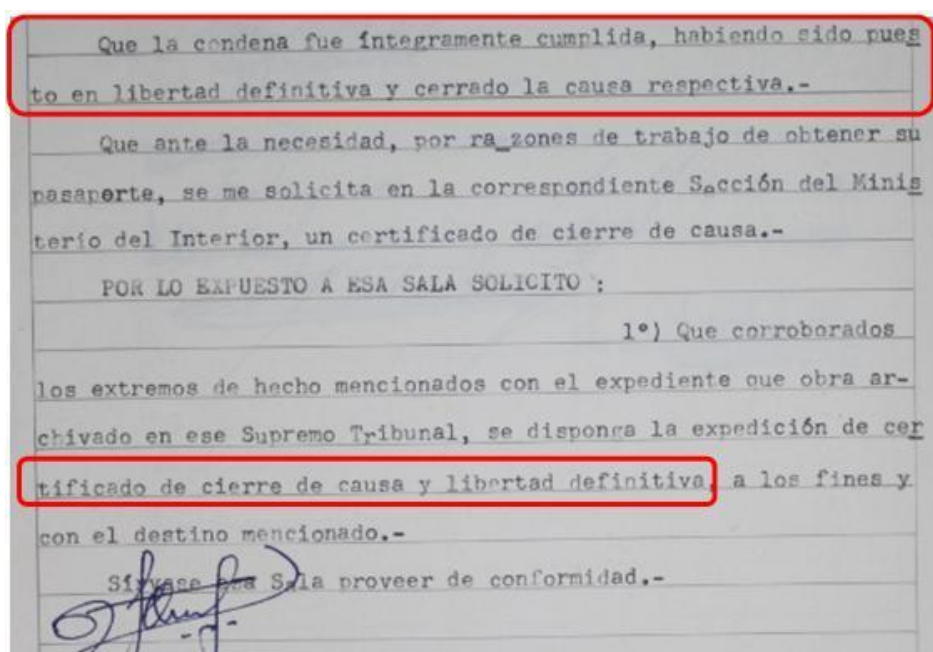 Que la condena fue íntegramente cumplida, habiendo sido pues
to en libertad definitiva y cerrado la causa respectiva.-
Que ante la necesidad, por ra_zones de trabajo de obtener su
pasaporte, se me solicita en la correspondiente Sección del Minis
terio del Interior, un certificado de cierre de causa.-
POR LO EXPUESTO A ESA SALA SOLICITO :
1º) Que corroborados
los extremos de hecho mencionados con el expediente que obra ar-
chivado en ese Supremo Tribunal, se disponga la expedición de cer
tificado de cierre de causa y libertad definitiva, a los fines y
con el destino mencionado.-
Sírvase esa Sala proveer de conformidad.-